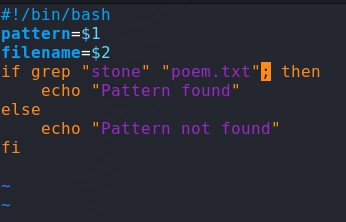 #!/bin/bash
pattern=$1
filename=$2
if grep "stone" "poem.txt"; then
    echo "Pattern found"
else
    echo "Pattern not found"
fi
~
~